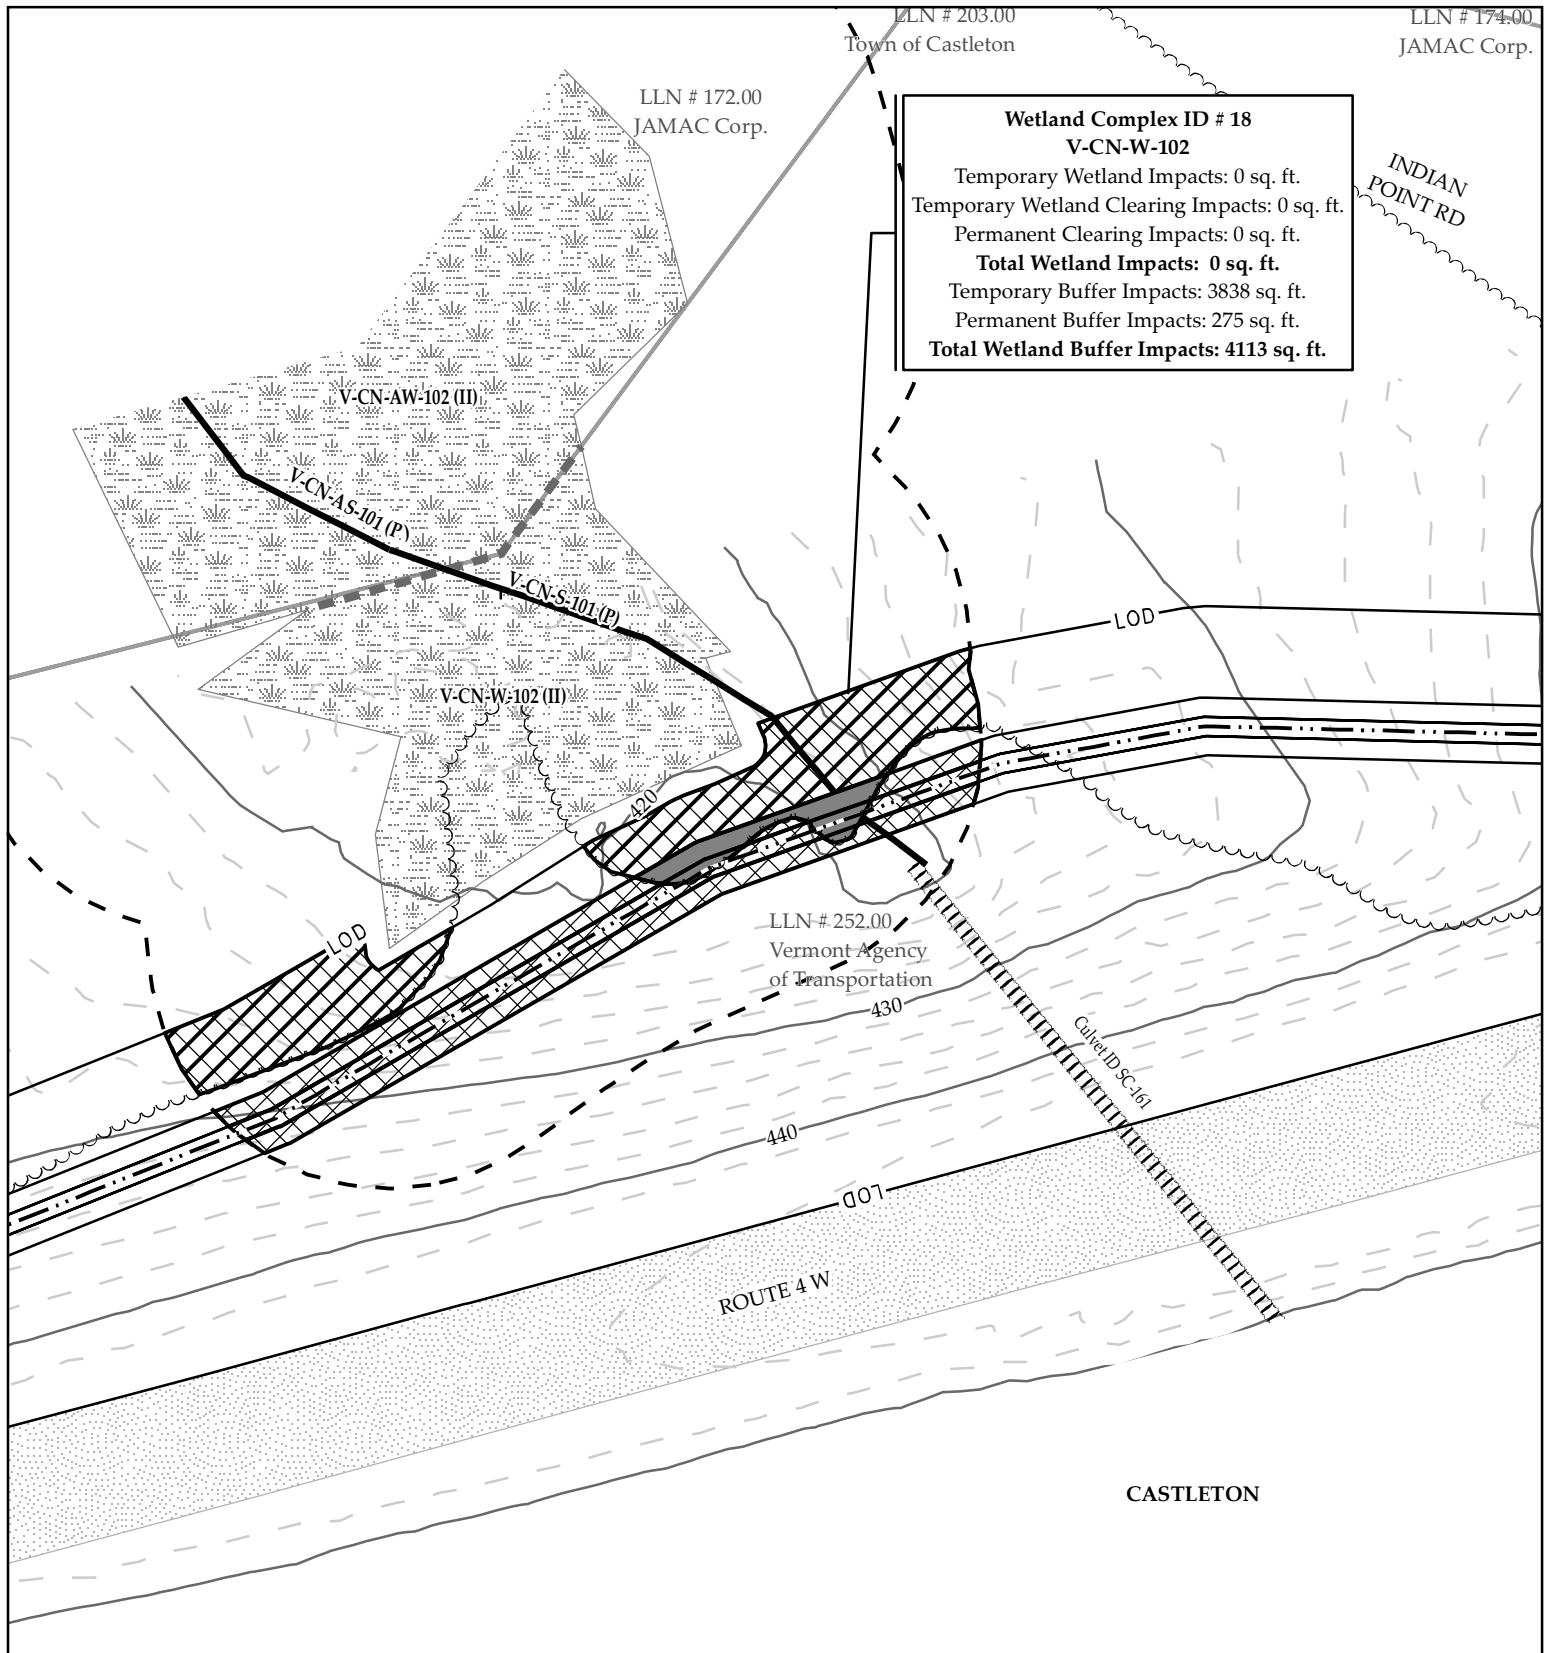 LLN # 203.00
Town of Castleton
LLN # 174.00
JAMAC Corp.
LLN # 172.00
JAMAC Corp.
Wetland Complex ID # 18
V-CN-W-102
Temporary Wetland Impacts: 0 sq. ft.
Temporary Wetland Clearing Impacts: 0 sq. ft.
Permanent Clearing Impacts: 0 sq. ft.
Total Wetland Impacts: 0 sq. ft.
Temporary Buffer Impacts: 3838 sq. ft.
Permanent Buffer Impacts: 275 sq. ft.
Total Wetland Buffer Impacts: 4113 sq. ft.
INDIAN
POINT RD
V-CN-AW-102 (II)
V-CN-AS-101 (P)
V-CN-S-101 (P)
LOD
V-CN-W-102 (II)
420
LOD
LLN # 252.00
Vermont Agency
of Transportation
430
Culvet ID SC-161
440
LOD
ROUTE 4 W
CASTLETON